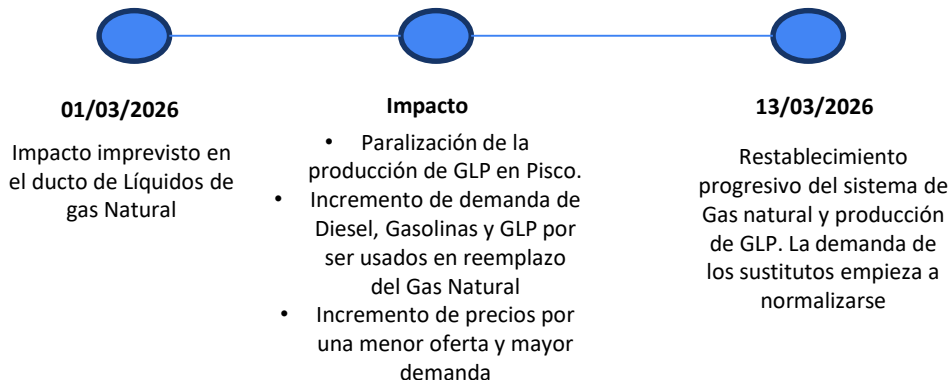 01/03/2026
Impacto imprevisto en
el ducto de Líquidos de
gas Natural
Impacto
• Paralización de la
producción de GLP en Pisco.
• Incremento de demanda de
Diesel, Gasolinas y GLP por
ser usados en reemplazo
del Gas Natural
• Incremento de precios por
una menor oferta y mayor
demanda
13/03/2026
Restablecimiento
progresivo del sistema de
Gas natural y producción
de GLP. La demanda de
los sustitutos empieza a
normalizarse